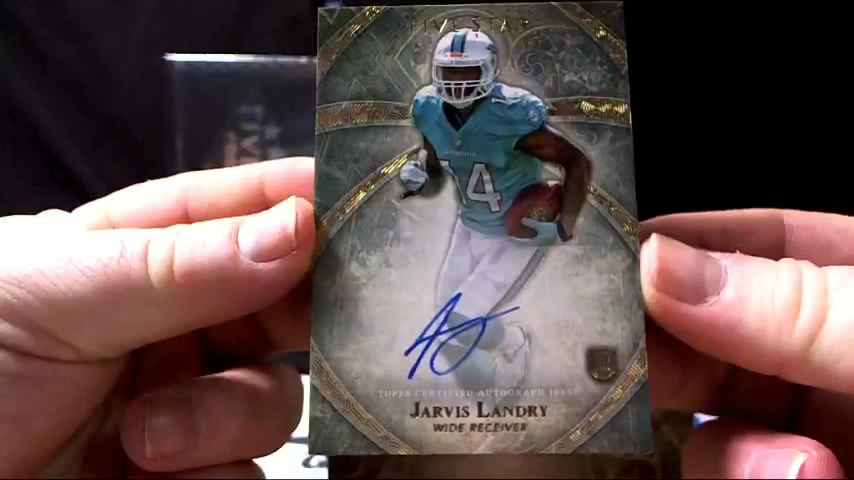 FIVE STAR
14
TOPPS CERTIFIED AUTOGRAPH ISSUE
JARVIS LANDRY
WIDE RECEIVER